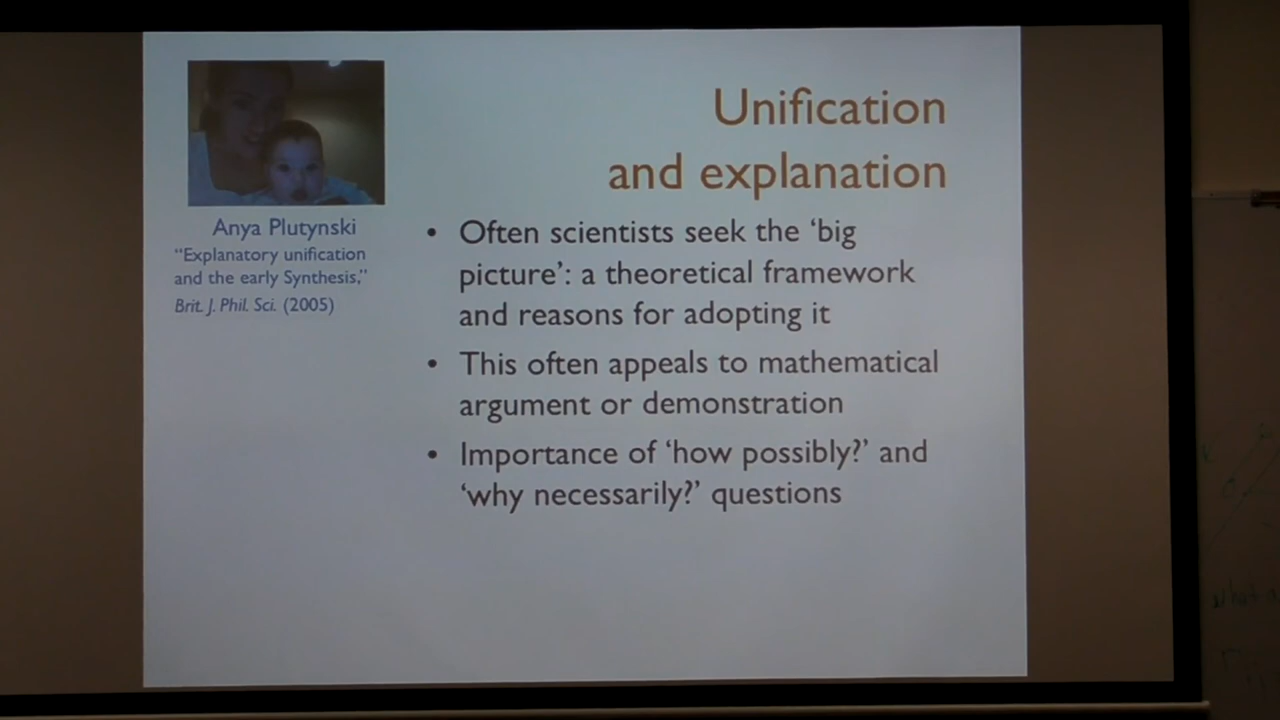 Unification
and explanation
Anya Plutynski
“Explanatory unification
and the early Synthesis,”
Brit. J. Phil. Sci. (2005)
• Often scientists seek the ‘big
picture’: a theoretical framework
and reasons for adopting it
• This often appeals to mathematical
argument or demonstration
• Importance of ‘how possibly?’ and
‘why necessarily?’ questions